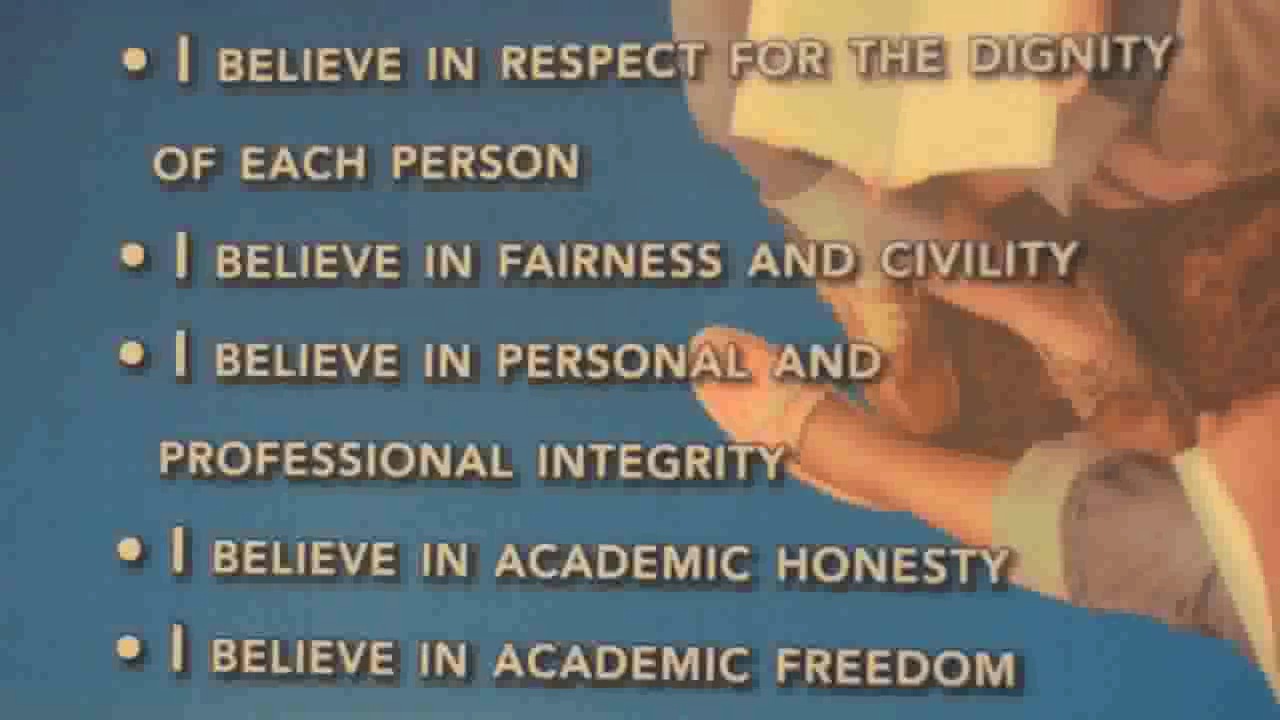 • I BELIEVE IN RESPECT FOR THE DIGNITY
OF EACH PERSON
• I BELIEVE IN FAIRNESS AND CIVILITY
• I BELIEVE IN PERSONAL AND
PROFESSIONAL INTEGRITY
• I BELIEVE IN ACADEMIC HONESTY
• I BELIEVE IN ACADEMIC FREEDOM